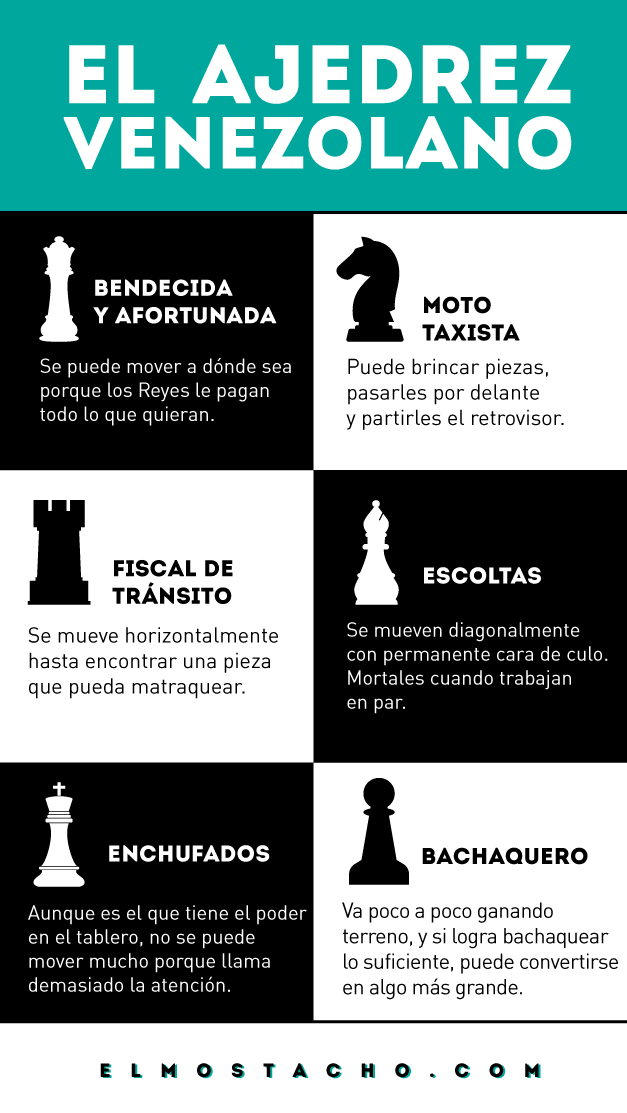 EL AJEDREZ
VENEZOLANO
BENDECIDA
Y AFORTUNADA
Se puede mover a dónde sea
porque los Reyes le pagan
todo lo que quieran.
MOTO
TAXISTA
Puede brincar piezas,
pasarles por delante
y partirles el retrovisor.
FISCAL DE
TRÁNSITO
Se mueve horizontalmente
hasta encontrar una pieza
que pueda matraquear.
ESCOLTAS
Se mueven diagonalmente
con permanente cara de culo.
Mortales cuando trabajan
en par.
ENCHUFADOS
Aunque es el que tiene el poder
en el tablero, no se puede
mover mucho porque llama
demasiado la atención.
BACHAQUERO
Va poco a poco ganando
terreno, y si logra bachaquear
lo suficiente, puede convertirse
en algo más grande.
ELMOSTACHO.COM